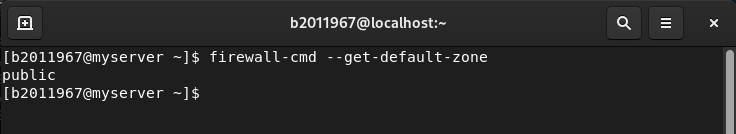 b2011967@localhost:~
[b2011967@myserver ~]$ firewall-cmd --get-default-zone
public
[b2011967@myserver ~]$